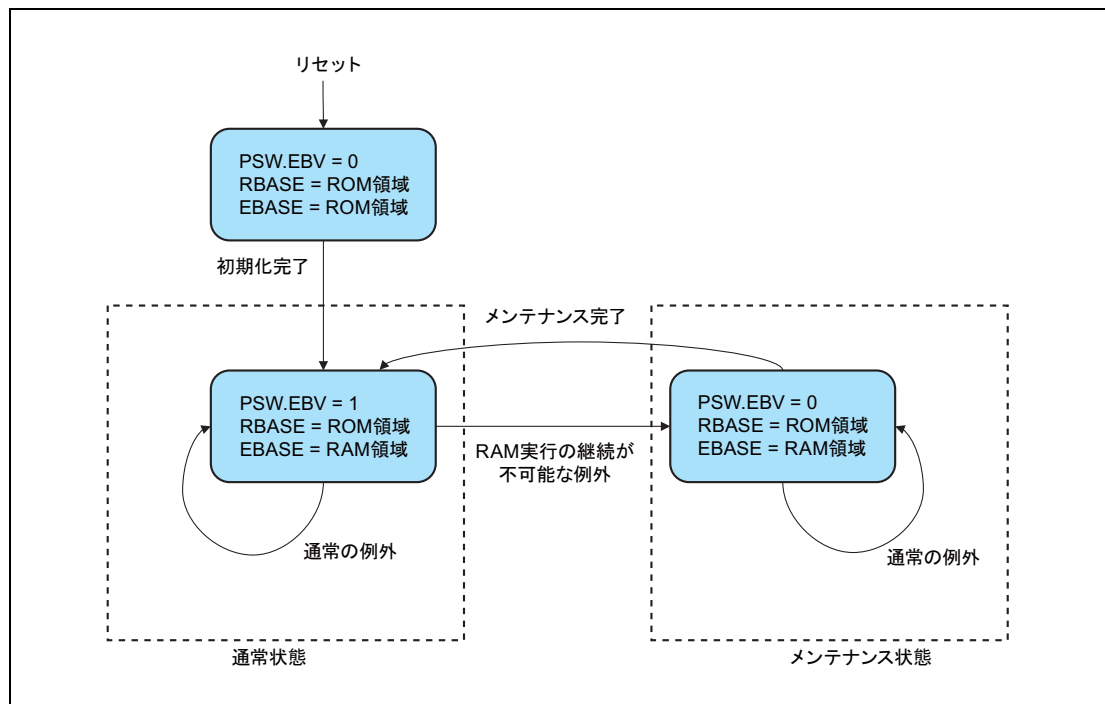 リセット
PSW.EBV = 0
RBASE = ROM領域
EBASE = ROM領域
初期化完了
メンテナンス完了
PSW.EBV = 1
RBASE = ROM領域
EBASE = RAM領域
RAM実行の継続が
不可能な例外
PSW.EBV = 0
RBASE = ROM領域
EBASE = RAM領域
通常の例外
通常の例外
通常状態
メンテナンス状態